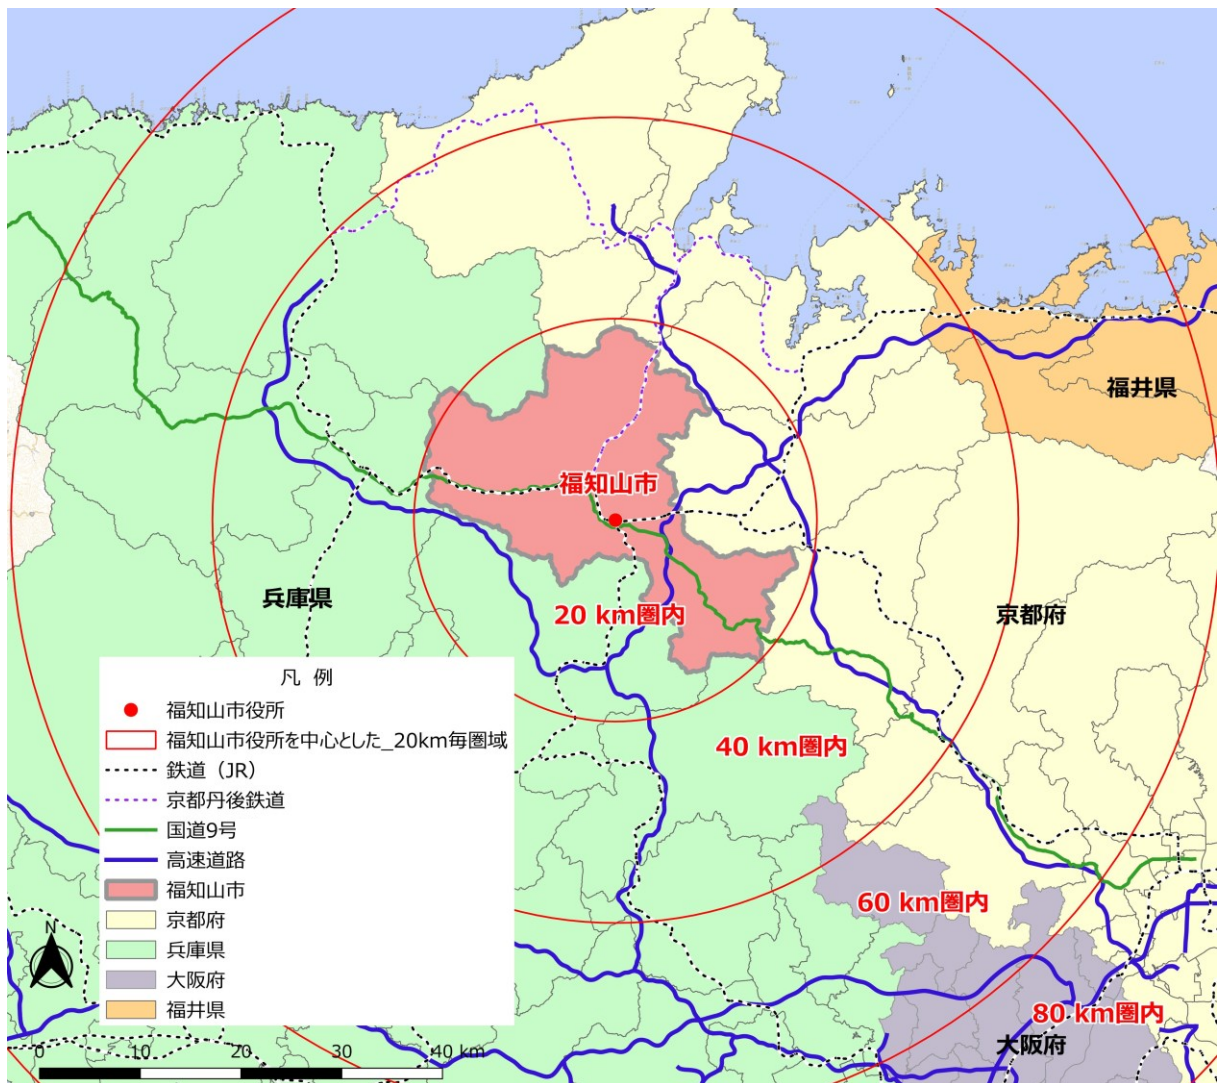 福井県
福知山市
兵庫県
20 km圏内
京都府
凡 例
福知山市役所
福知山市役所を中心とした_20km毎圏域
鉄道（JR）
京都丹後鉄道
国道9号
高速道路
福知山市
京都府
兵庫県
大阪府
福井県
40 km圏内
60 km圏内
80 km圏内
大阪府
N
0 10 20 30 40 km